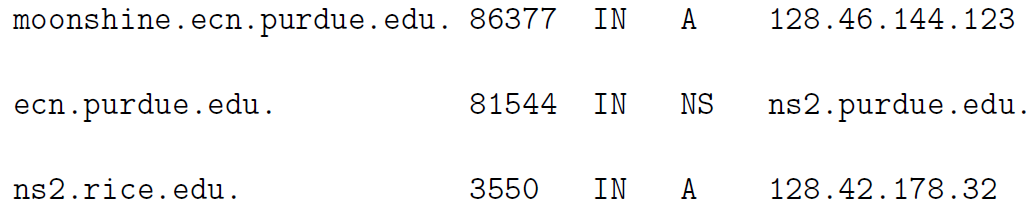 moonshine.ecn.purdue.edu. 86377 IN A 128.46.144.123
ecn.purdue.edu. 81544 IN NS ns2.purdue.edu.
ns2.rice.edu. 3550 IN A 128.42.178.32